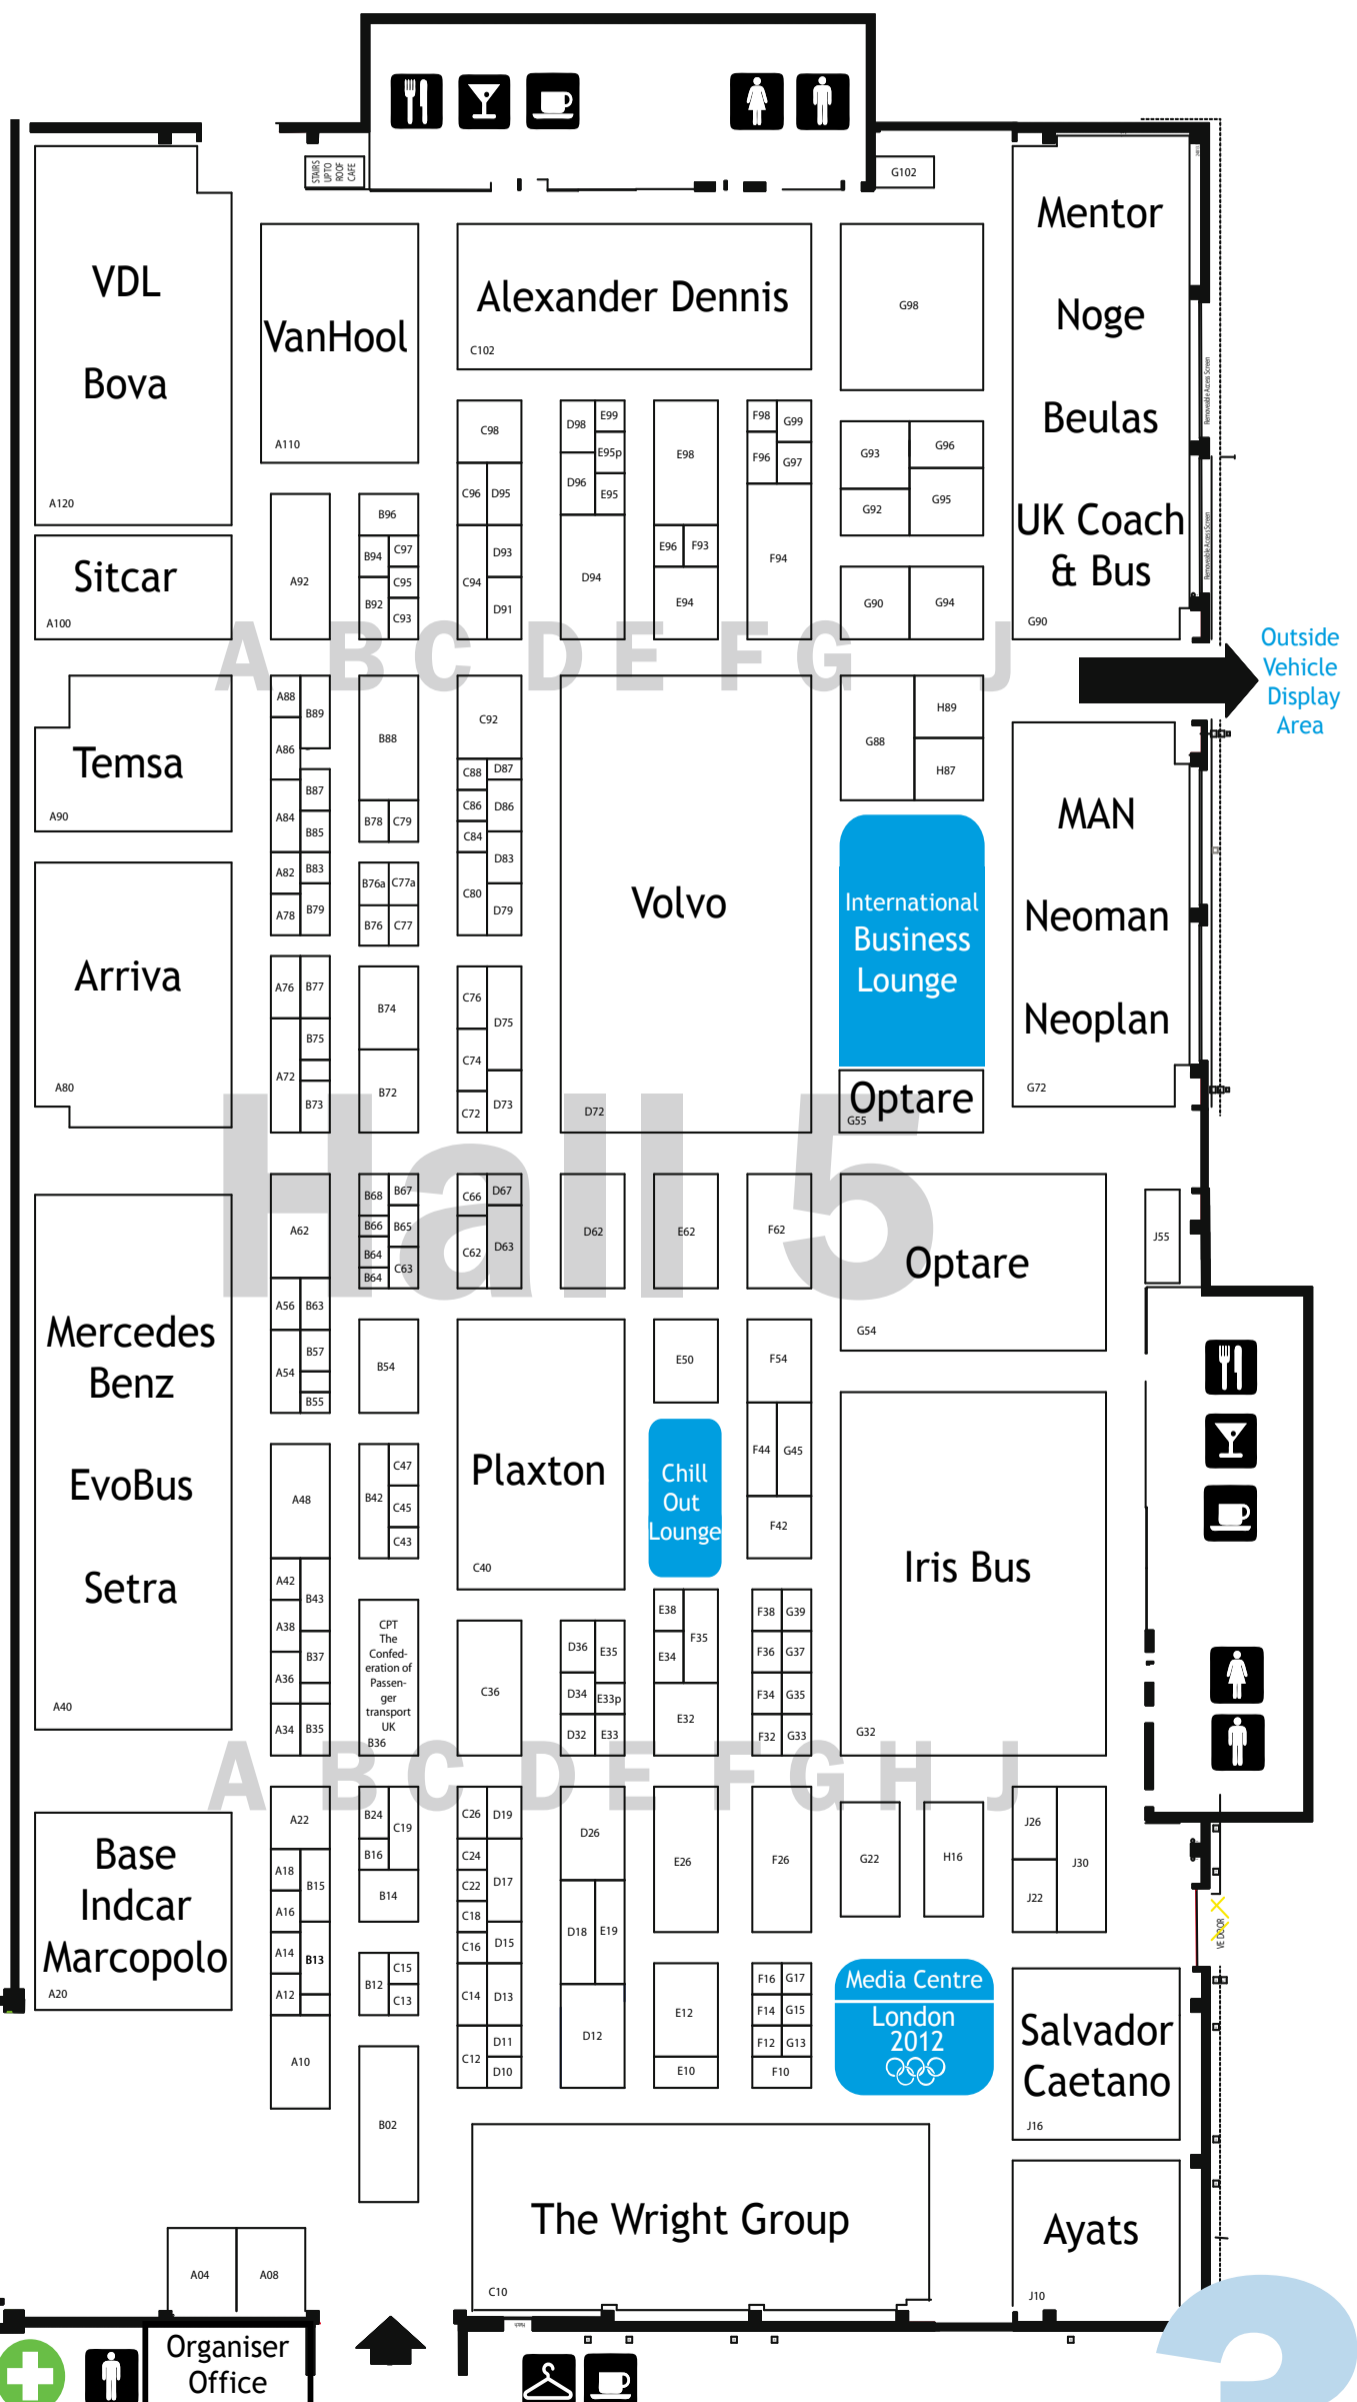 STAIRS
UP TO
ROOF
CAFE
G102
VDL
Bova
A120
VanHool
A110
Alexander Dennis
C102
G98
Mentor
Noge
Beulas
UK Coach
& Bus
G90
Removeable Access Screen
Removeable Access Screen
Sitcar
A100
A92
B96
B94
C97
C95
B92
C93
C98
C96
D95
C94
D93
D91
D98
E99
E95p
D96
E95
D94
E98
E96
F93
E94
F98
G99
F96
G97
F94
G93
G96
G92
G95
G90
G94
A B C D E F G J
Outside
Vehicle
Display
Area
Temsa
A90
A88
B89
A86
B87
A84
B85
A82
B83
A78
B79
B88
B78
C79
B76a
C77a
B76
C77
C92
C88
D87
C86
D86
C84
D83
C80
D79
Volvo
D72
G88
H89
H87
International
Business
Lounge
Optare
G55
MAN
Neoman
Neoplan
G72
Arriva
A80
A76
B77
B75
A72
B73
B74
B72
C76
D75
C74
C72
D73
Hall 5
Mercedes
Benz
EvoBus
Setra
A40
A62
A56
B63
B57
A54
B55
B68
B67
B66
B65
B64
C63
B64
C66
D67
C62
D63
D62
E62
F62
Optare
G54
J55
B54
Plaxton
C40
E50
F54
Chill
Out
Lounge
F44
G45
F42
Iris Bus
G32
A48
B42
C47
C45
C43
A42
B43
A38
B37
A36
A34
B35
CPT
The
Confed-
eration of
Passen-
ger
transport
UK
B36
C36
D36
E35
D34
E33p
D32
E33
E38
F35
E34
E32
F38
G39
F36
G37
F34
G35
F32
G33
A B C D E F G H J
Base
Indcar
Marcopolo
A20
A22
A18
B15
A16
A14
B13
A12
A10
B24
C19
B16
B14
B12
C15
C13
B02
C26
D19
C24
C22
D17
C18
C16
D15
C14
D13
C12
D11
D10
D26
D18
E19
D12
E26
E12
E10
F26
F16
G17
F14
G15
F12
G13
F10
G22
H16
J26
J30
J22
VE DOOR
Media Centre
London
2012
Salvador
Caetano
J16
The Wright Group
C10
Ayats
J10
A04
A08
Organiser
Office
3